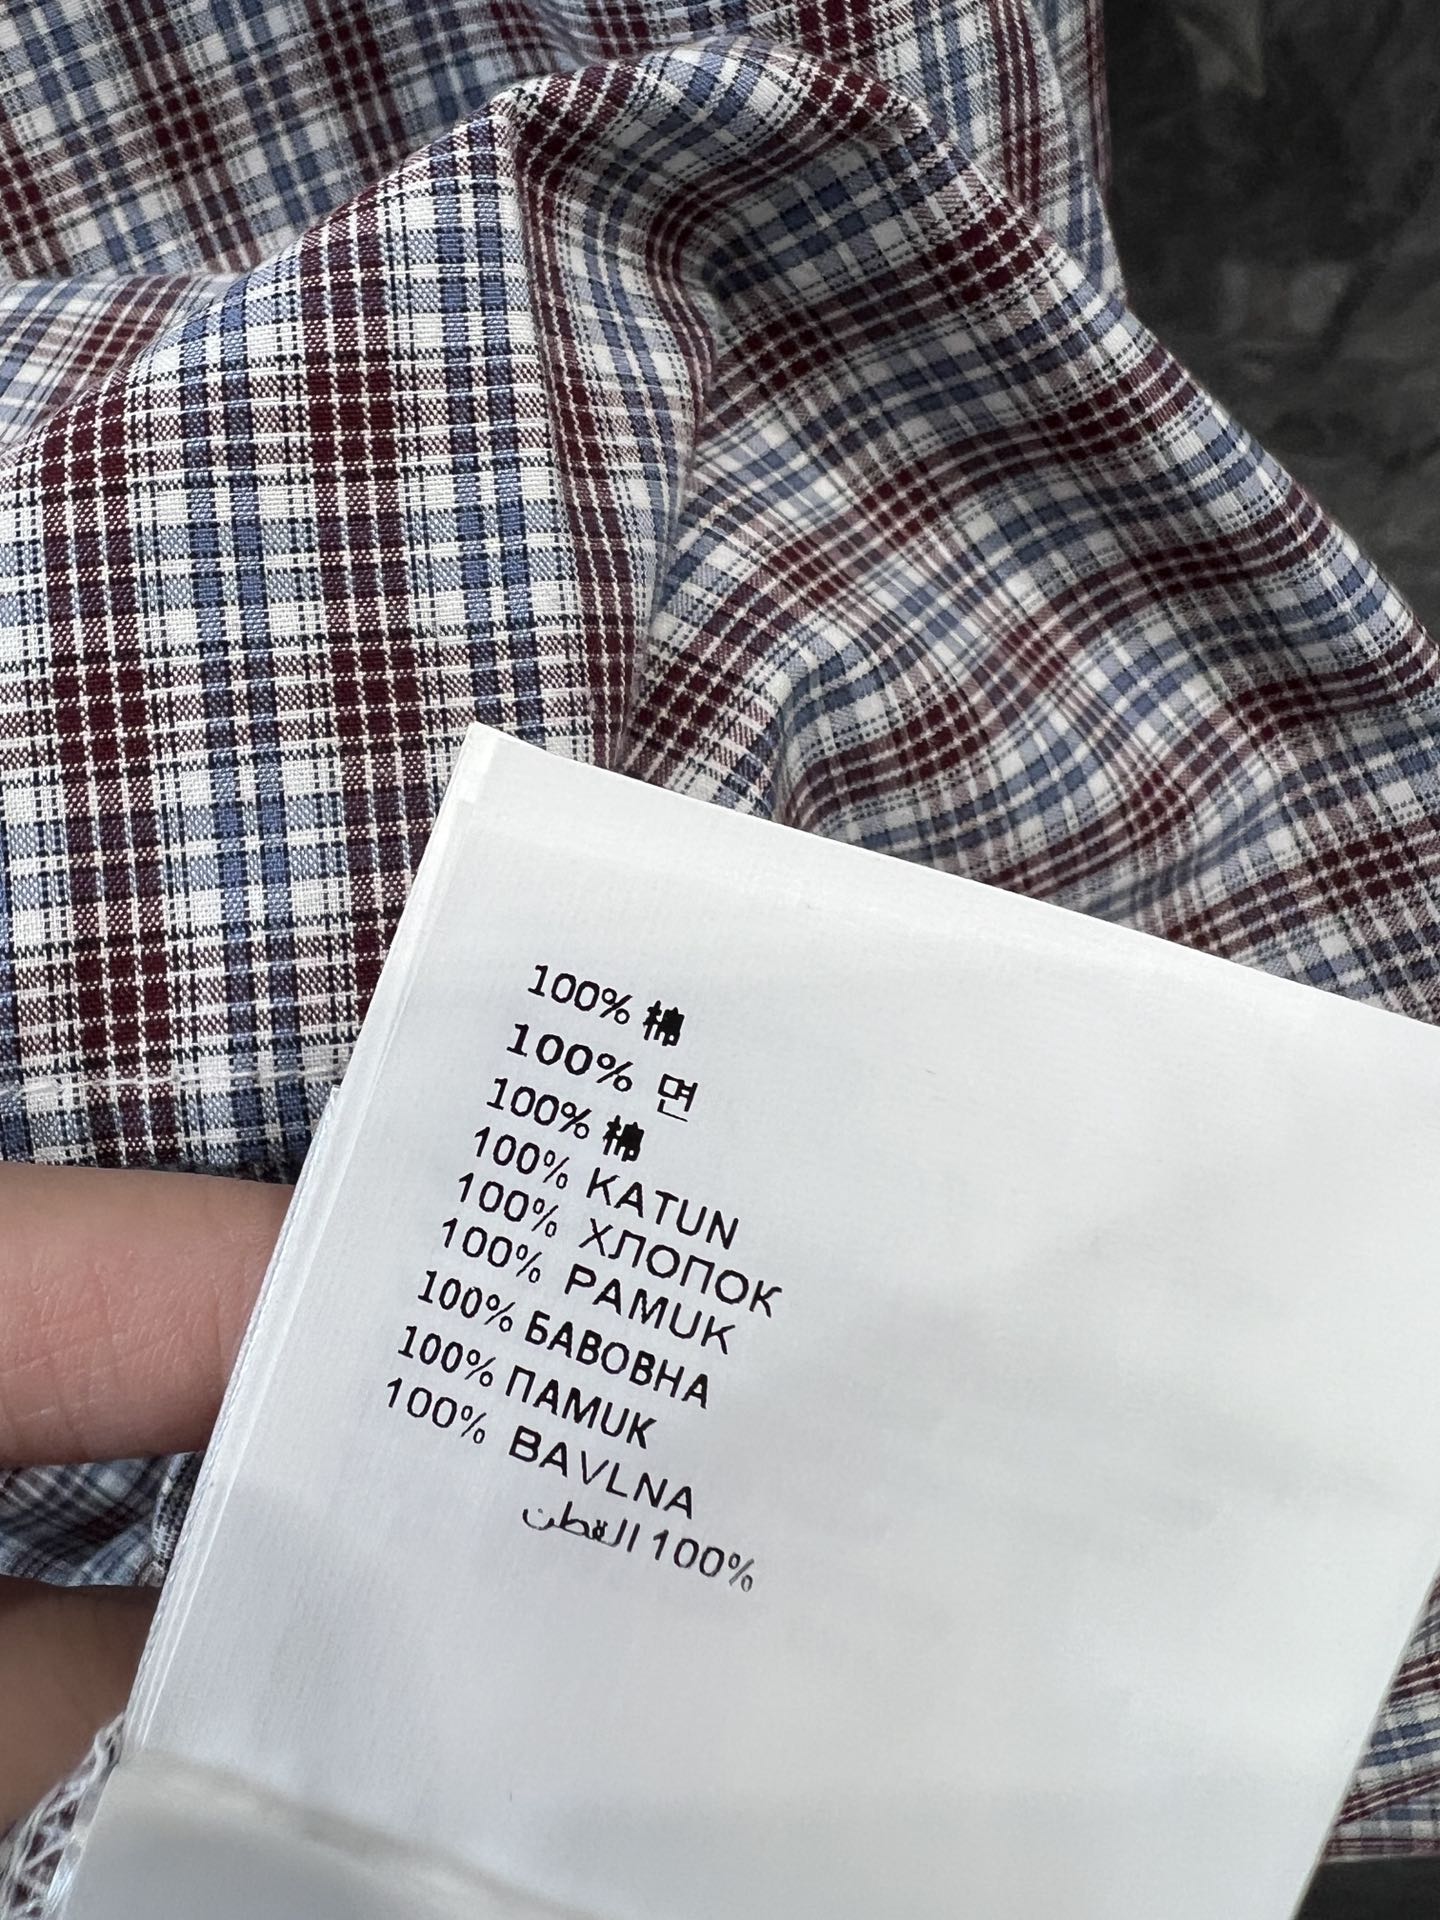 100% 棉
100% 면
100% 棉
100% KATUN
100% ХЛОПОК
100% PAMUK
100% БАВОВНА
100% ПАМUК
100% BAVLNA
100% القطن